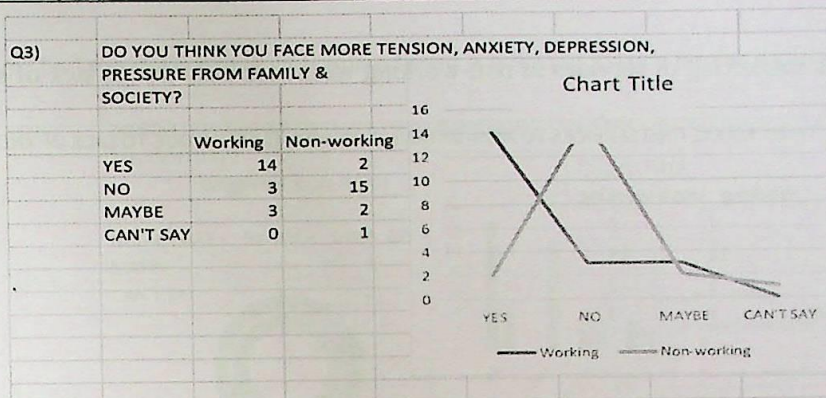 Q3) DO YOU THINK YOU FACE MORE TENSION, ANXIETY, DEPRESSION,
PRESSURE FROM FAMILY &
SOCIETY?
Working Non-working
YES 14 2
NO 3 15
MAYBE 3 2
CAN'T SAY 0 1
Chart Title
16
14
12
10
8
6
4
2
0
YES NO MAYBE CAN'T SAY
Working Non-working